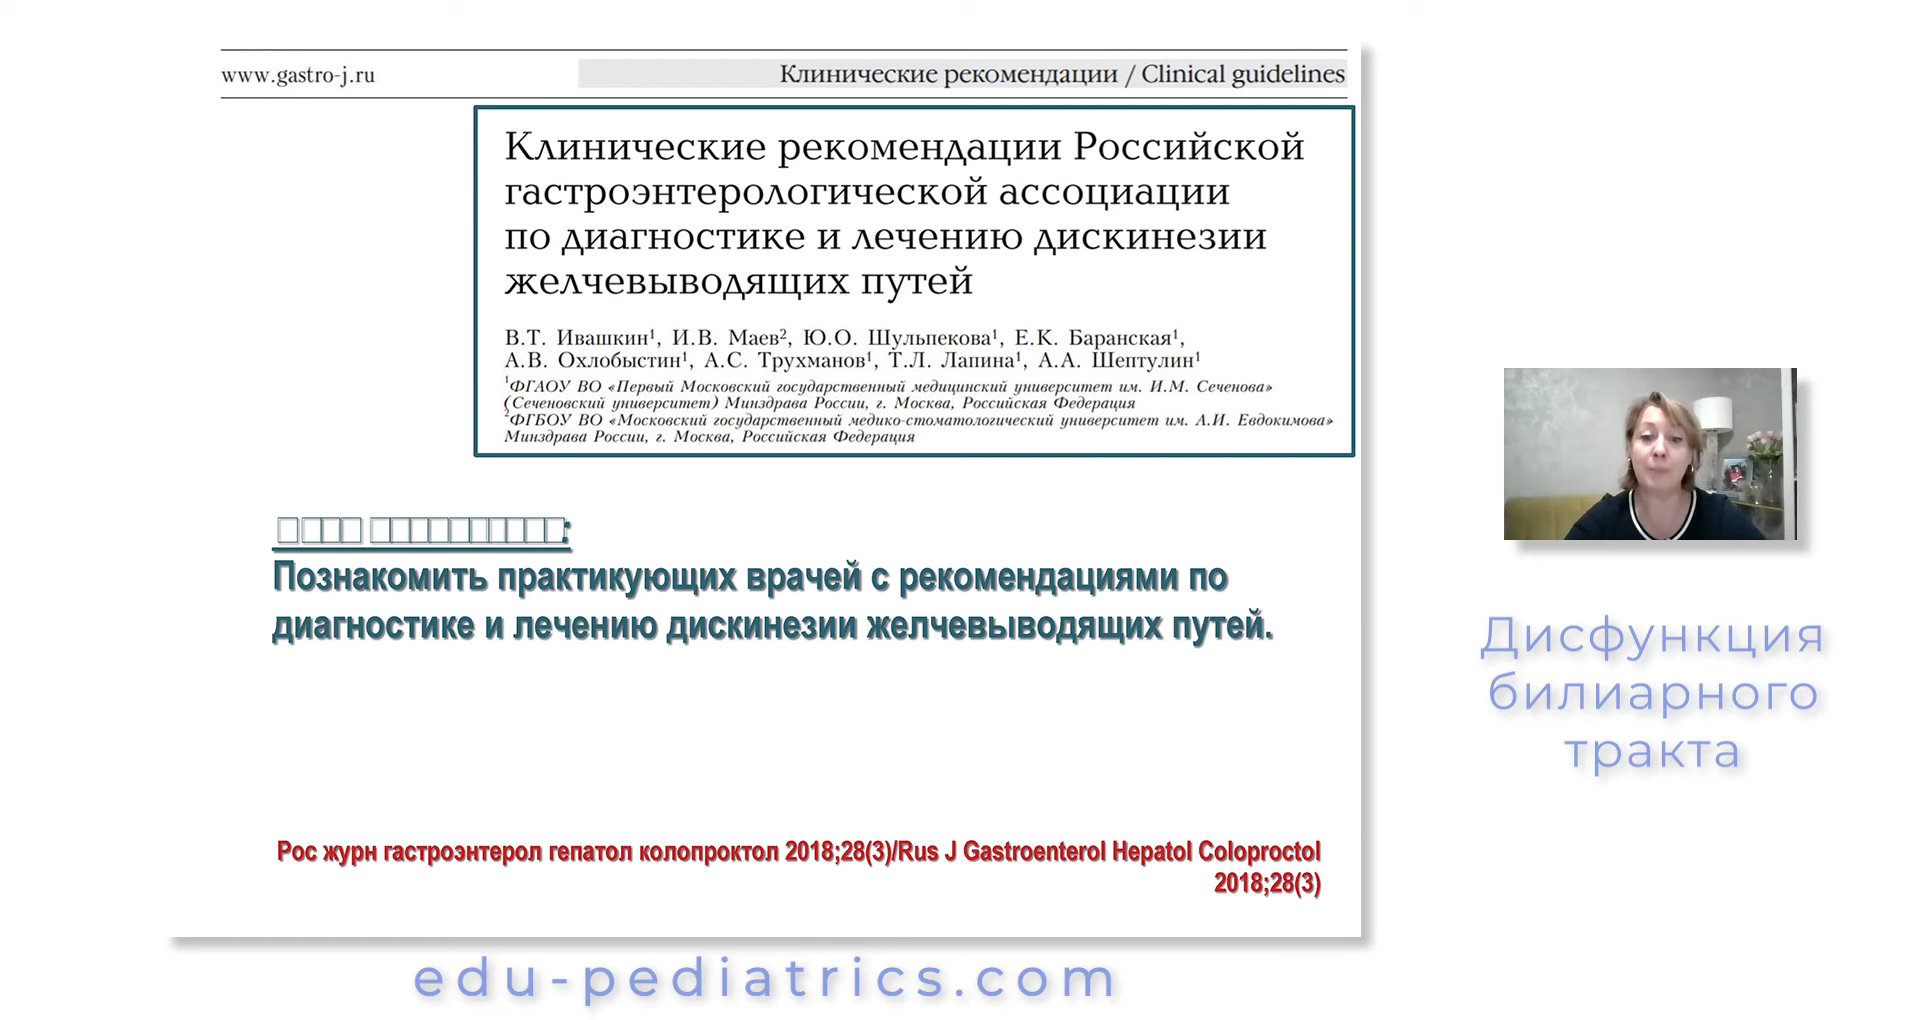 www.gastro-j.ru
Клинические рекомендации / Clinical guidelines
Клинические рекомендации Российской
гастроэнтерологической ассоциации
по диагностике и лечению дискинезии
желчевыводящих путей
В.Т. Ивашкин¹, И.В. Маев², Ю.О. Шульпекова¹, Е.К. Баранская¹,
А.В. Охлобыстин¹, А.С. Трухманов¹, Т.Л. Лапина¹, А.А. Шептулин¹
¹ФГАОУ ВО «Первый Московский государственный медицинский университет им. И.М. Сеченова»
(Сеченовский университет) Минздрава России, г. Москва, Российская Федерация
²ФГБОУ ВО «Московский государственный медико-стоматологический университет им. А.И. Евдокимова»
Минздрава России, г. Москва, Российская Федерация
Познакомить практикующих врачей с рекомендациями по
диагностике и лечению дискинезии желчевыводящих путей.
Рос журн гастроэнтерол гепатол колопроктол 2018;28(3)/Rus J Gastroenterol Hepatol Coloproctol
2018;28(3)
Дисфункция
билиарного
тракта
edu-pediatrics.com